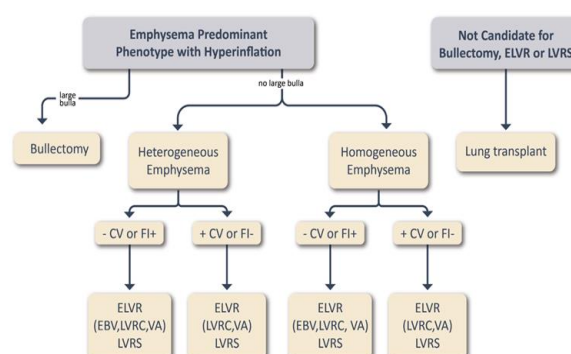 Emphysema Predominant
Phenotype with Hyperinflation
Not Candidate for
Bullectomy, ELVR or LVRS
large
bulla
no large bulla
Bullectomy
Heterogeneous
Emphysema
Homogeneous
Emphysema
Lung transplant
- CV or FI+
+ CV or FI-
- CV or FI+
+ CV or FI-
ELVR
(EBV,LVRC,VA)
LVRS
ELVR
(LVRC,VA)
LVRS
ELVR
(EBV,LVRC, VA)
LVRS
ELVR
(LVRC,VA)
LVRS